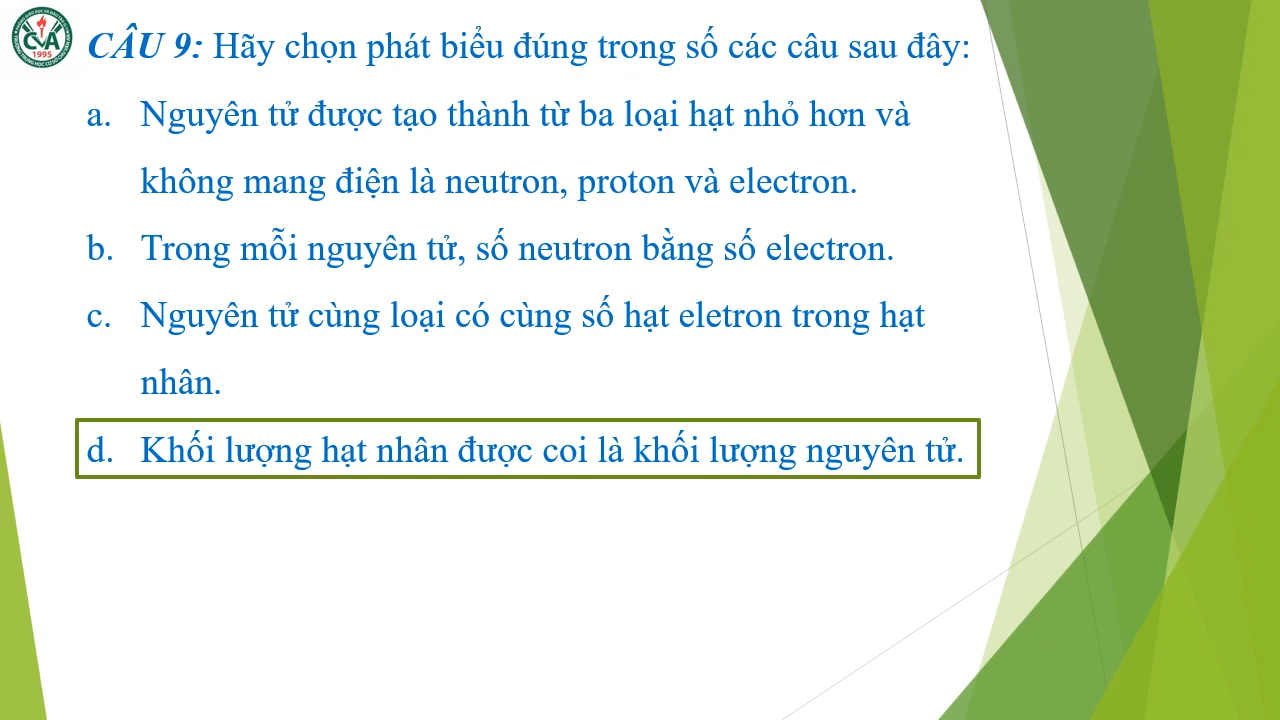 CVA
1995
CÂU 9: Hãy chọn phát biểu đúng trong số các câu sau đây:
a. Nguyên tử được tạo thành từ ba loại hạt nhỏ hơn và
không mang điện là neutron, proton và electron.
b. Trong mỗi nguyên tử, số neutron bằng số electron.
c. Nguyên tử cùng loại có cùng số hạt eletron trong hạt
nhân.
d. Khối lượng hạt nhân được coi là khối lượng nguyên tử.